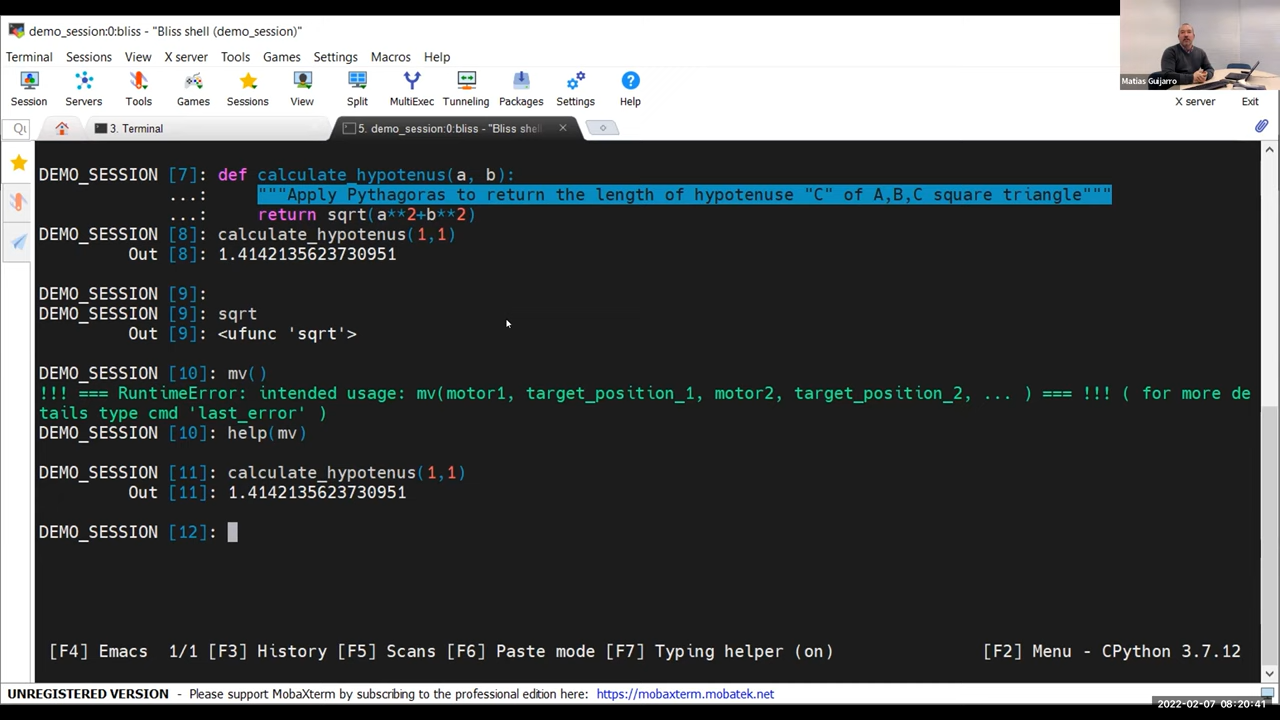 demo_session:0:bliss - "Bliss shell (demo_session)"
Terminal Sessions View X server Tools Games Settings Macros Help
Session Servers Tools Games Sessions View Split MultiExec Tunneling Packages Settings Help X server Exit
Matias Guijarro
Qu 3. Terminal 5. demo_session:0:bliss - "Bliss shell
DEMO_SESSION [7]: def calculate_hypotenus(a, b):
...: """Apply Pythagoras to return the length of hypotenuse "C" of A,B,C square triangle"""
...: return sqrt(a**2+b**2)
DEMO_SESSION [8]: calculate_hypotenus(1,1)
Out [8]: 1.4142135623730951
DEMO_SESSION [9]:
DEMO_SESSION [9]: sqrt
Out [9]: <ufunc 'sqrt'>
DEMO_SESSION [10]: mv()
!!! === RuntimeError: intended usage: mv(motor1, target_position_1, motor2, target_position_2, ... ) === !!! ( for more de
tails type cmd 'last_error' )
DEMO_SESSION [10]: help(mv)
DEMO_SESSION [11]: calculate_hypotenus(1,1)
Out [11]: 1.4142135623730951
DEMO_SESSION [12]:
[F4] Emacs 1/1 [F3] History [F5] Scans [F6] Paste mode [F7] Typing helper (on) [F2] Menu - CPython 3.7.12
UNREGISTERED VERSION - Please support MobaXterm by subscribing to the professional edition here: https://mobaxterm.mobatek.net
2022-02-07 08:20:41